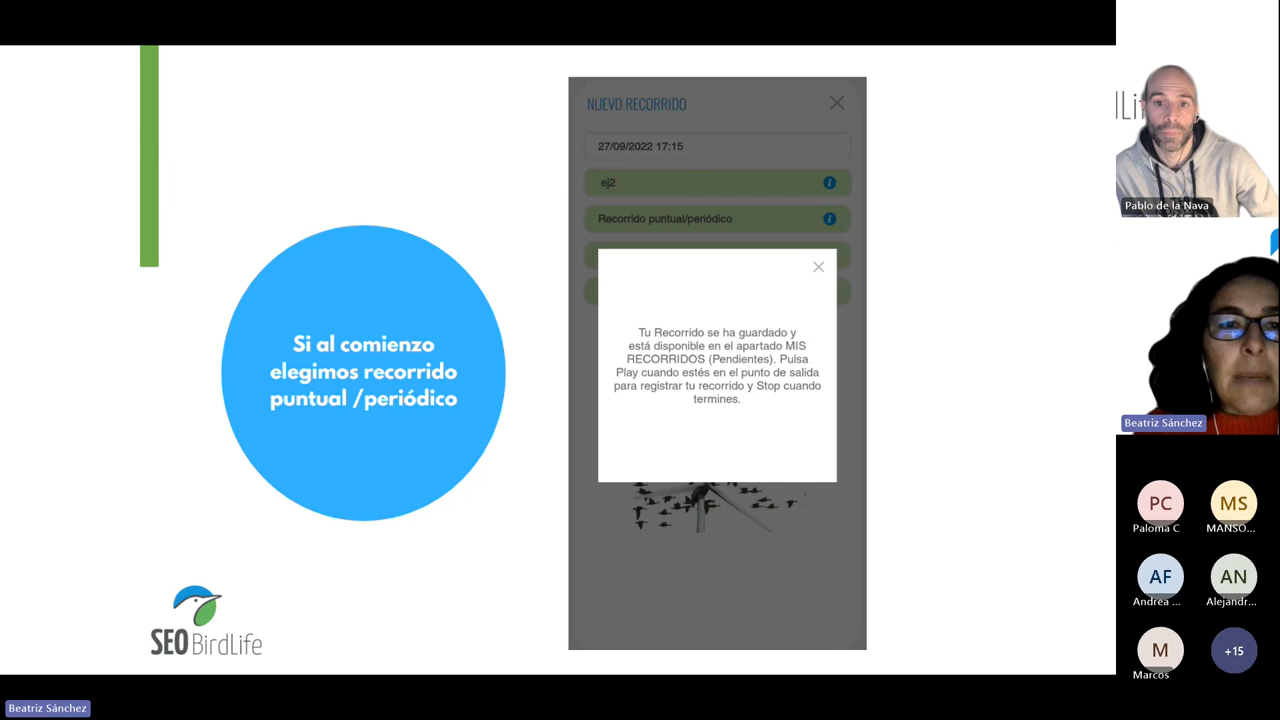 NUEVO RECORRIDO
27/09/2022 17:15
ej2
Recorrido puntual/periódico
Tu Recorrido se ha guardado y
está disponible en el apartado MIS
RECORRIDOS (Pendientes). Pulsa
Play cuando estés en el punto de salida
para registrar tu recorrido y Stop cuando
termines.
Si al comienzo
elegimos recorrido
puntual /periódico
SEO BirdLife
Pablo de la Nava
Beatriz Sánchez
PC
Paloma C
MS
MANSO...
AF
Andrea ...
AN
Alejandr...
M
Marcos
+15
Beatriz Sánchez